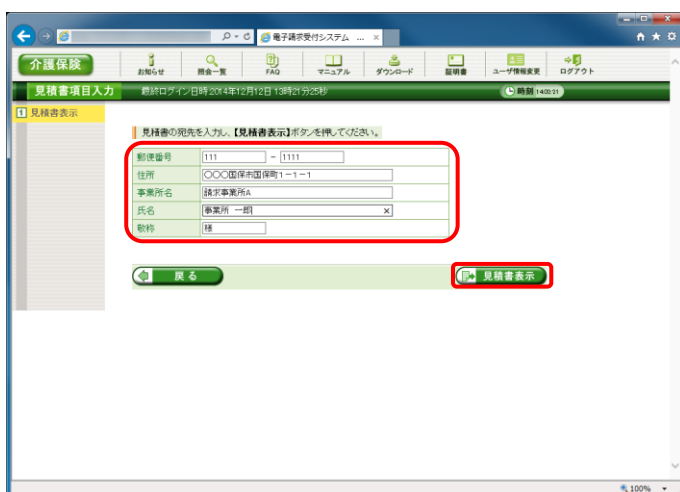 電子請求受付システム ... ×
介護保険
お知らせ 照会一覧 FAQ マニュアル ダウンロード 証明書 ユーザ情報変更 ログアウト
見積書項目入力 最終ログイン日時 2014年12月12日 13時21分25秒 時刻 14:03:21
1 見積書表示
見積書の宛先を入力し、【見積書表示】ボタンを押してください。
郵便番号 111 - 1111
住所 〇〇〇国保市国保町1-1-1
事業所名 請求事業所A
氏名 事業所 一郎 ×
敬称 様
戻る 見積書表示
100%